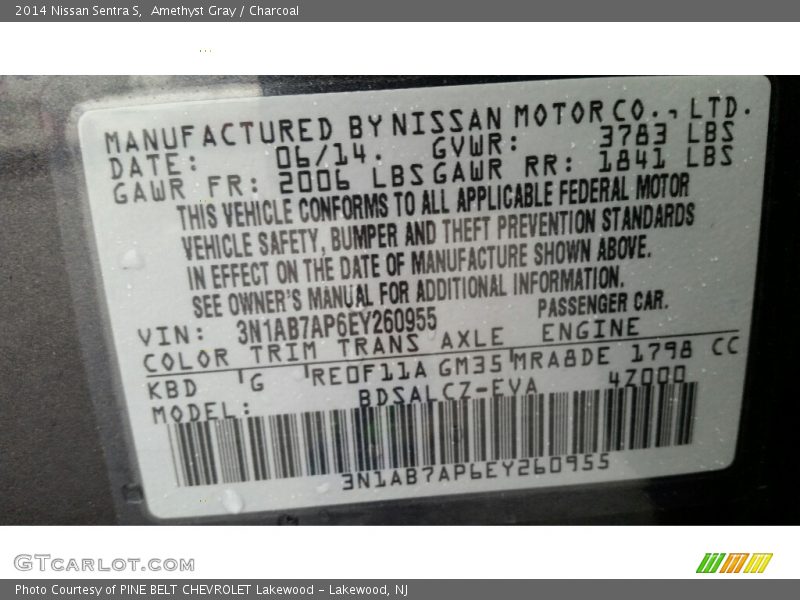 2014 Nissan Sentra S,  Amethyst Gray / Charcoal
MANUFACTURED BY NISSAN MOTOR CO., LTD.
DATE: 06/14. GVWR: 3783 LBS
GAWR FR: 2006 LBS GAWR RR: 1841 LBS
THIS VEHICLE CONFORMS TO ALL APPLICABLE FEDERAL MOTOR
VEHICLE SAFETY, BUMPER AND THEFT PREVENTION STANDARDS
IN EFFECT ON THE DATE OF MANUFACTURE SHOWN ABOVE.
SEE OWNER'S MANUAL FOR ADDITIONAL INFORMATION.
VIN: 3N1AB7AP6EY260955 PASSENGER CAR.
COLOR TRIM TRANS AXLE ENGINE
KBD G RE0F11A GM35 MRA8DE 1798 CC
MODEL: BDSALCZ-EVA 4Z000
3N1AB7AP6EY260955
GTCARLOT.COM
Photo Courtesy of PINE BELT CHEVROLET Lakewood - Lakewood, NJ